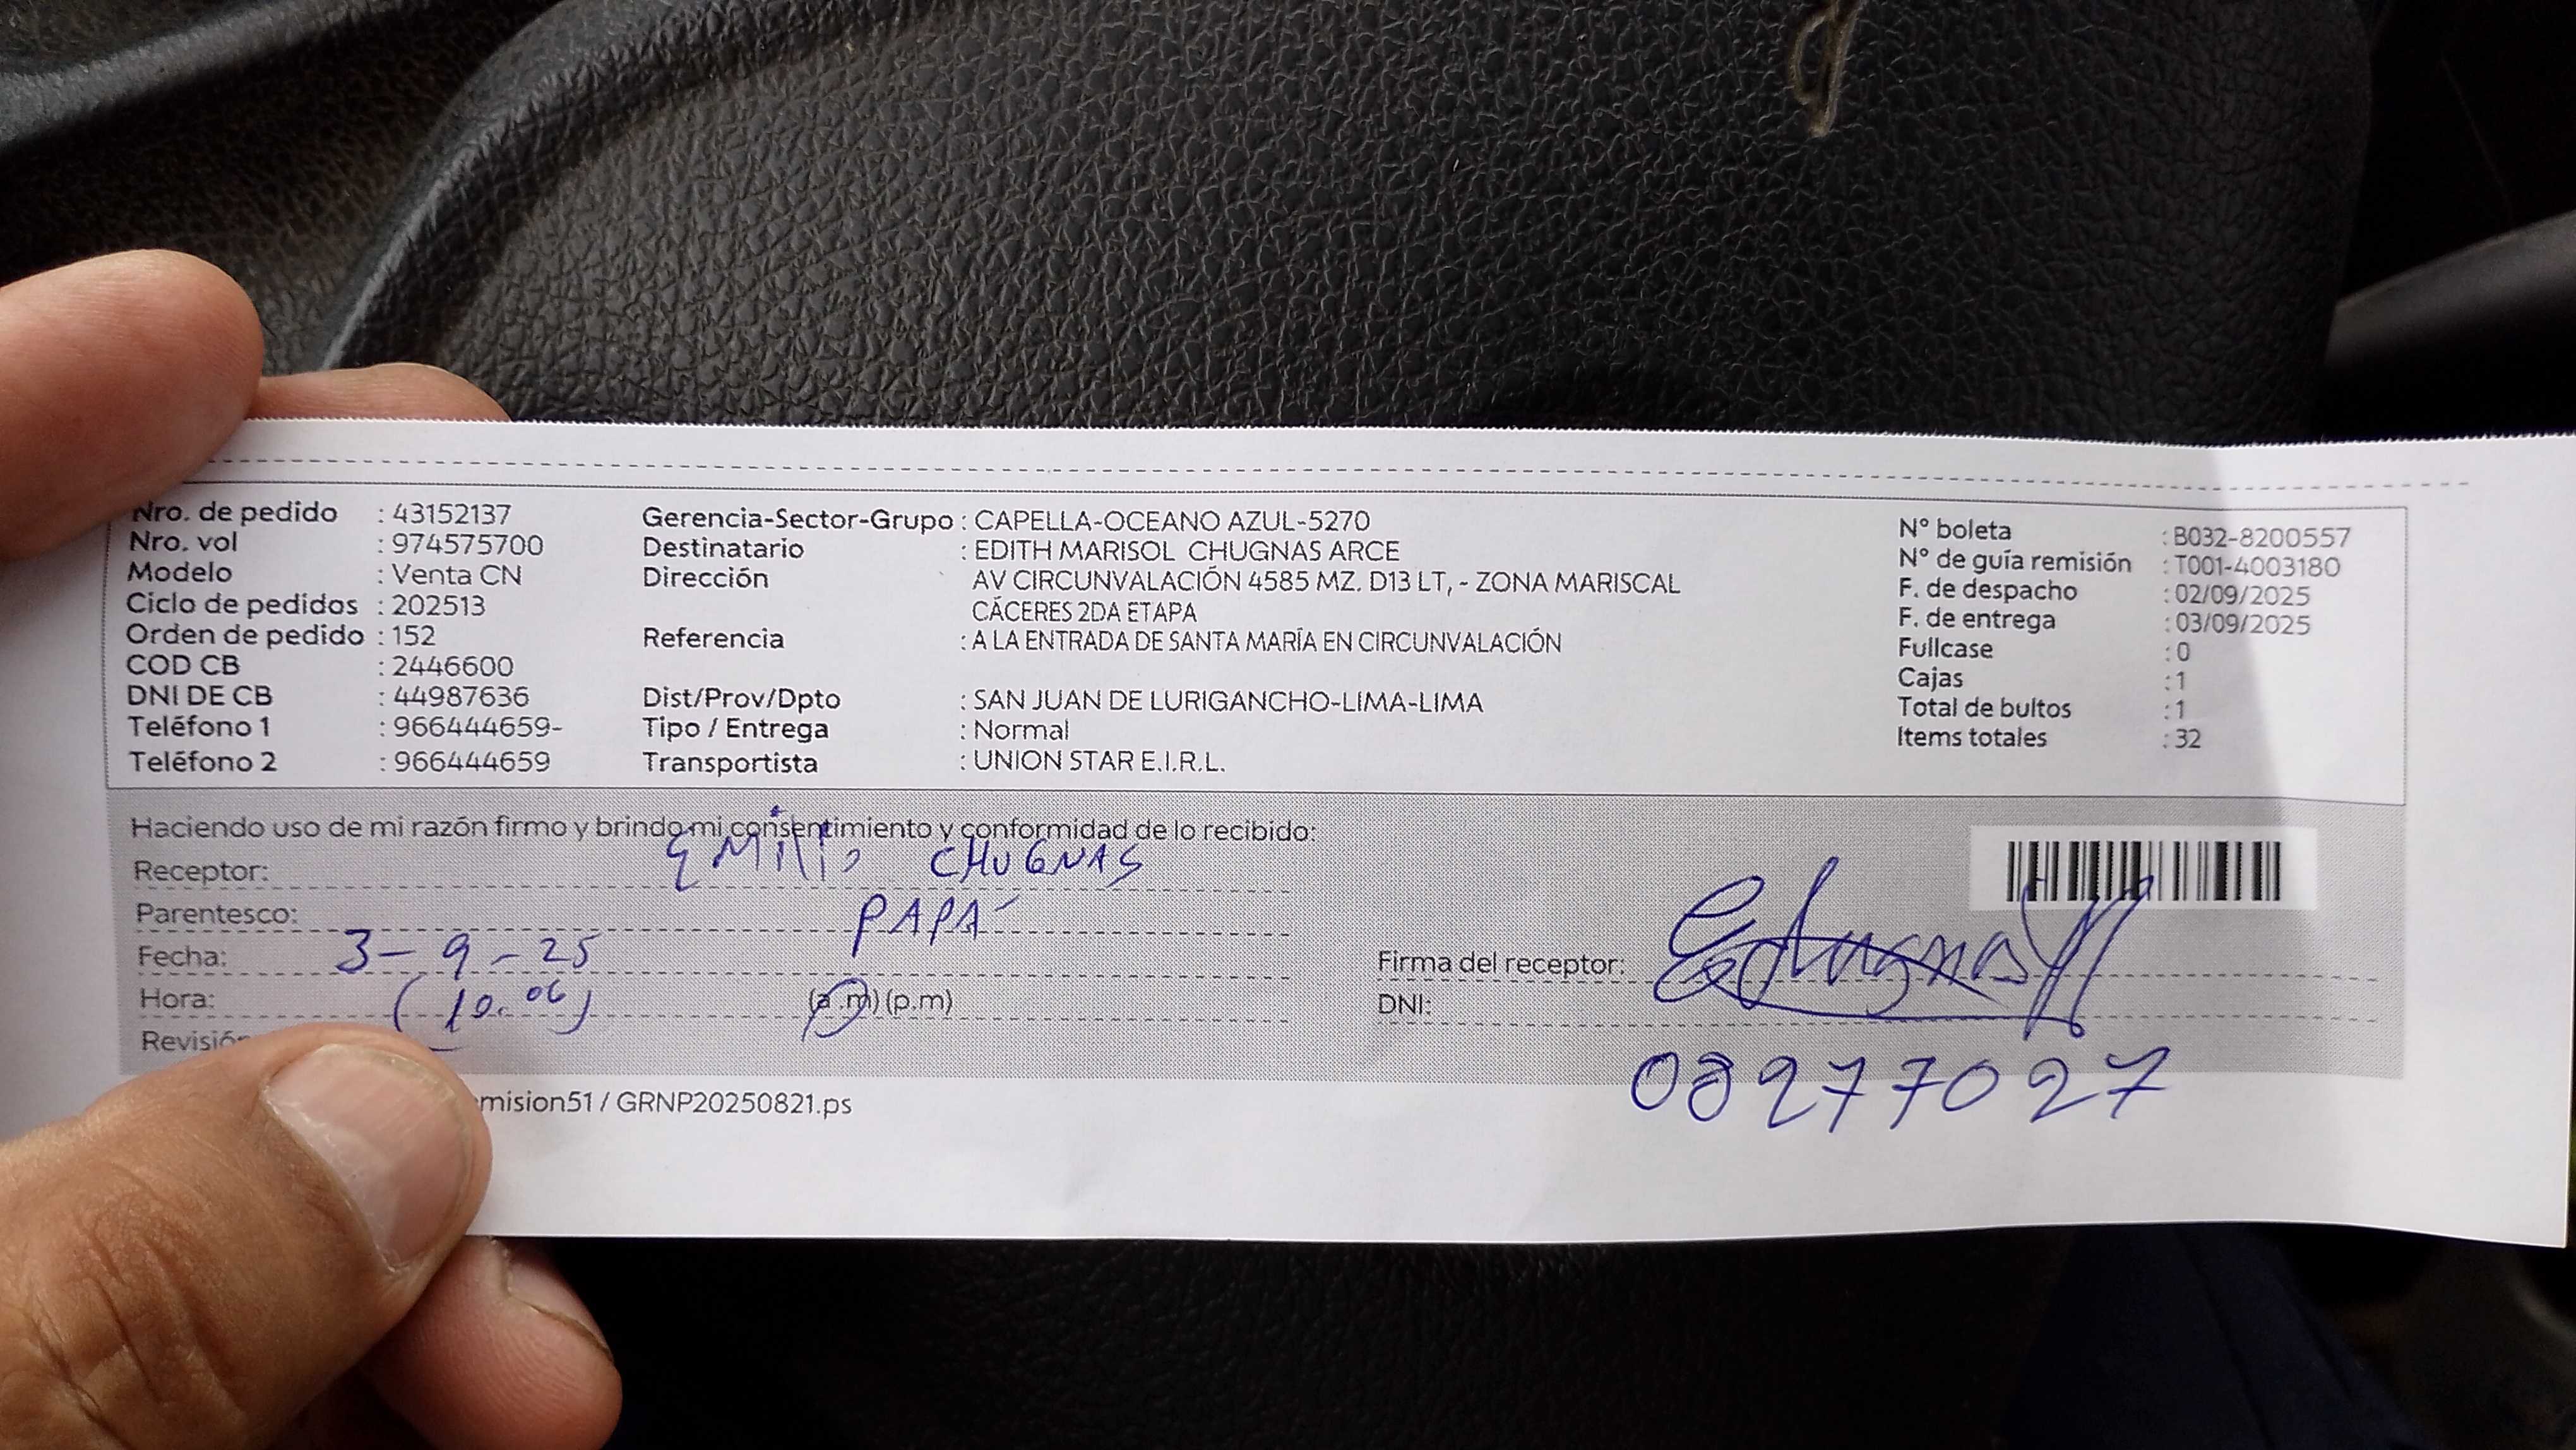 Nro. de pedido : 43152137
Nro. vol : 974575700
Modelo : Venta CN
Ciclo de pedidos : 202513
Orden de pedido : 152
COD CB : 2446600
DNI DE CB : 44987636
Teléfono 1 : 966444659-
Teléfono 2 : 966444659
Gerencia-Sector-Grupo : CAPELLA-OCEANO AZUL-5270
Destinatario : EDITH MARISOL CHUGNAS ARCE
Dirección AV CIRCUNVALACIÓN 4585 MZ. D13 LT, - ZONA MARISCAL
CÁCERES 2DA ETAPA
Referencia : A LA ENTRADA DE SANTA MARÍA EN CIRCUNVALACIÓN
Dist/Prov/Dpto : SAN JUAN DE LURIGANCHO-LIMA-LIMA
Tipo / Entrega : Normal
Transportista : UNION STAR E.I.R.L.
N° boleta : B032-8200557
N° de guía remisión : T001-4003180
F. de despacho : 02/09/2025
F. de entrega : 03/09/2025
Fullcase : 0
Cajas : 1
Total de bultos : 1
Items totales : 32
Haciendo uso de mi razón firmo y brindo mi consentimiento y conformidad de lo recibido:
Receptor: EMILIO CHUGNAS
Parentesco: PAPÁ
Fecha: 3-9-25
Hora: (10.06) (a.m) (p.m)
Firma del receptor:
DNI: 08277027
mision51 / GRNP20250821.ps